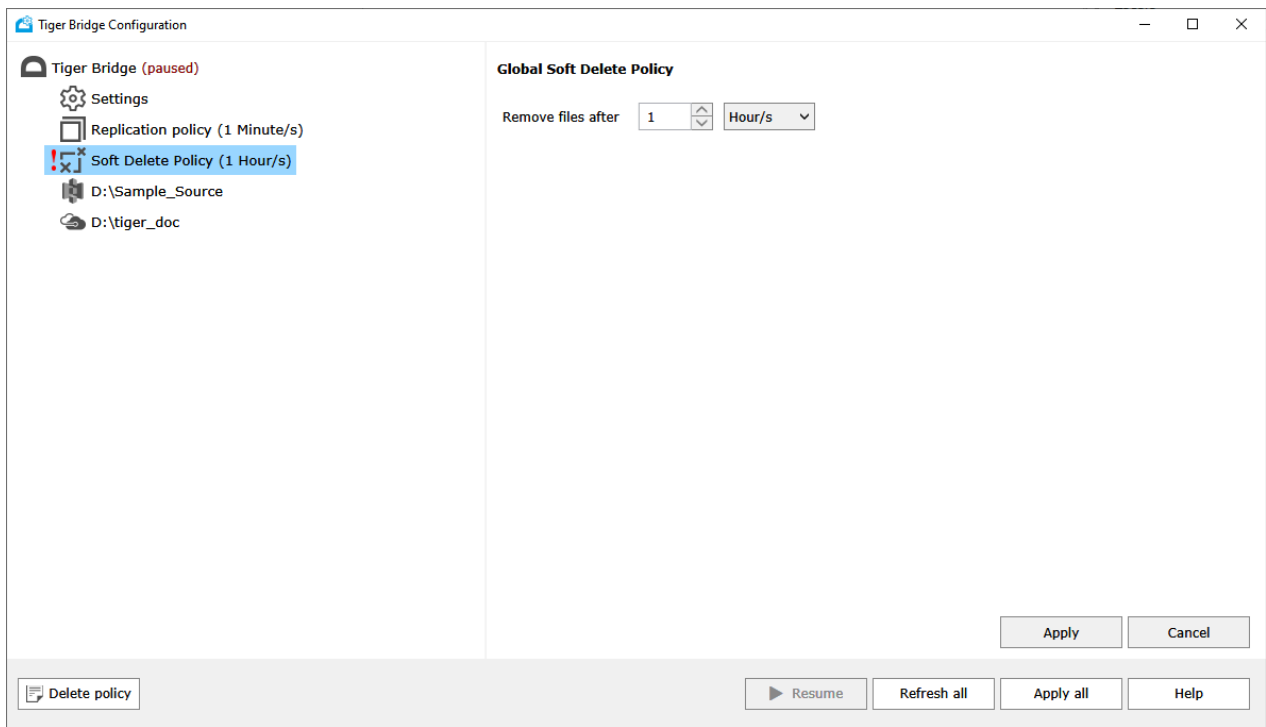 Tiger Bridge Configuration
Tiger Bridge (paused)
Settings
Replication policy (1 Minute/s)
! Soft Delete Policy (1 Hour/s)
D:\Sample_Source
D:\tiger_doc
Global Soft Delete Policy
Remove files after 1 Hour/s
Apply Cancel
Delete policy Resume Refresh all Apply all Help